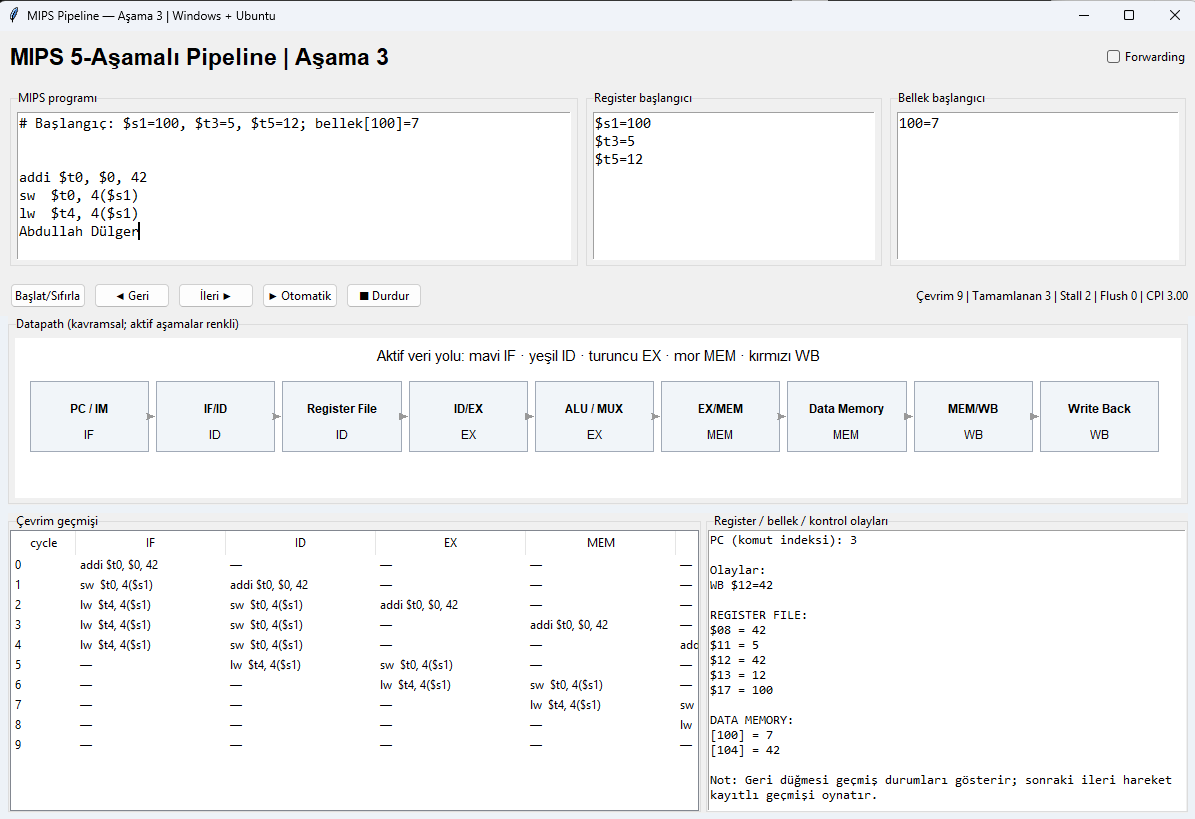 MIPS Pipeline — Aşama 3 | Windows + Ubuntu
MIPS 5-Aşamalı Pipeline | Aşama 3
Forwarding
MIPS programı
# Başlangıç: $s1=100, $t3=5, $t5=12; bellek[100]=7
addi $t0, $0, 42
sw  $t0, 4($s1)
lw  $t4, 4($s1)
Abdullah Dülger
Register başlangıcı
$s1=100
$t3=5
$t5=12
Bellek başlangıcı
100=7
Başlat/Sıfırla ◄ Geri İleri ► ► Otomatik ■ Durdur
Çevrim 9 | Tamamlanan 3 | Stall 2 | Flush 0 | CPI 3.00
Datapath (kavramsal; aktif aşamalar renkli)
Aktif veri yolu: mavi IF · yeşil ID · turuncu EX · mor MEM · kırmızı WB
PC / IM IF/ID Register File ID/EX ALU / MUX EX/MEM Data Memory MEM/WB Write Back
IF ID ID EX EX MEM MEM WB WB
Çevrim geçmişi
cycle IF ID EX MEM
0 addi $t0, $0, 42 — — — —
1 sw  $t0, 4($s1) addi $t0, $0, 42 — — —
2 lw  $t4, 4($s1) sw  $t0, 4($s1) addi $t0, $0, 42 — —
3 lw  $t4, 4($s1) sw  $t0, 4($s1) — addi $t0, $0, 42 —
4 lw  $t4, 4($s1) sw  $t0, 4($s1) — — add
5 — lw  $t4, 4($s1) sw  $t0, 4($s1) — —
6 — — lw  $t4, 4($s1) sw  $t0, 4($s1) —
7 — — — lw  $t4, 4($s1) sw
8 — — — — lw
9 — — — — —
Register / bellek / kontrol olayları
PC (komut indeksi): 3
Olaylar:
WB $12=42
REGISTER FILE:
$08 = 42
$11 = 5
$12 = 42
$13 = 12
$17 = 100
DATA MEMORY:
[100] = 7
[104] = 42
Not: Geri düğmesi geçmiş durumları gösterir; sonraki ileri hareket
kayıtlı geçmişi oynatır.